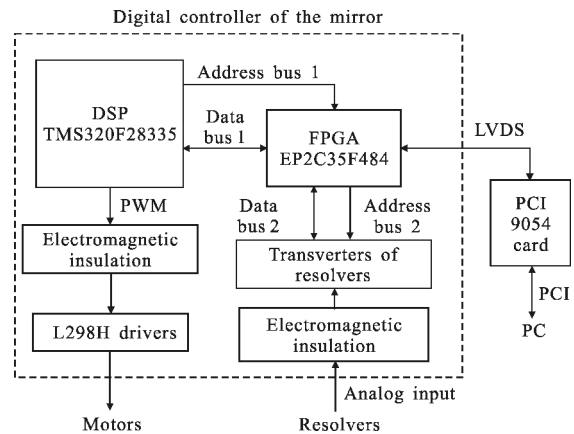 Digital controller of the mirror
DSP
TMS320F28335
Address bus 1
Data
bus 1
FPGA
EP2C35F484
LVDS
PCI
9054
card
PCI
PC
PWM
Electromagnetic
insulation
L298H drivers
Motors
Data
bus 2
Address
bus 2
Transverters of
resolvers
Electromagnetic
insulation
Analog input
Resolvers